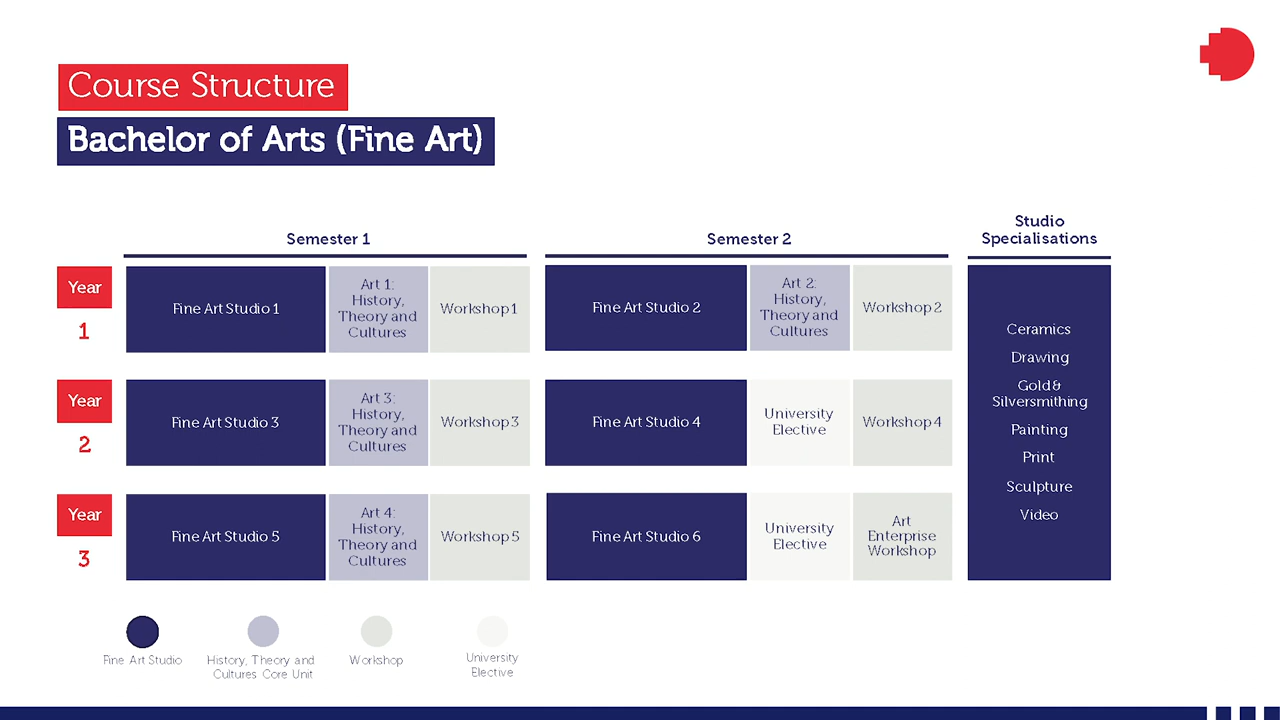 Course Structure
Bachelor of Arts (Fine Art)
Semester 1
Semester 2
Studio
Specialisations
Year
1
Fine Art Studio 1
Art 1:
History,
Theory and
Cultures
Workshop 1
Fine Art Studio 2
Art 2:
History,
Theory and
Cultures
Workshop 2
Year
2
Fine Art Studio 3
Art 3:
History,
Theory and
Cultures
Workshop 3
Fine Art Studio 4
University
Elective
Workshop 4
Year
3
Fine Art Studio 5
Art 4:
History,
Theory and
Cultures
Workshop 5
Fine Art Studio 6
University
Elective
Art
Enterprise
Workshop
Ceramics
Drawing
Gold &
Silversmithing
Painting
Print
Sculpture
Video
Fine Art Studio
History, Theory and
Cultures Core Unit
Workshop
University
Elective